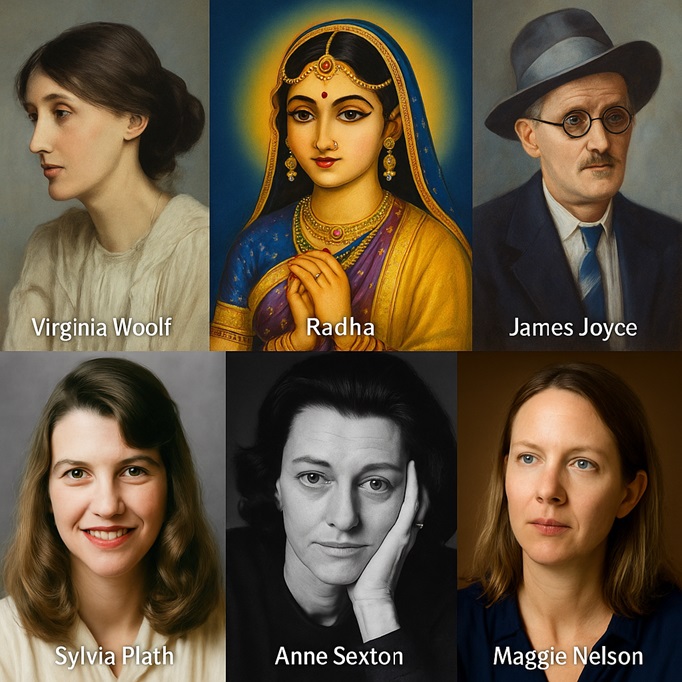 Virginia Woolf
Radha
James Joyce
Sylvia Plath
Anne Sexton
Maggie Nelson